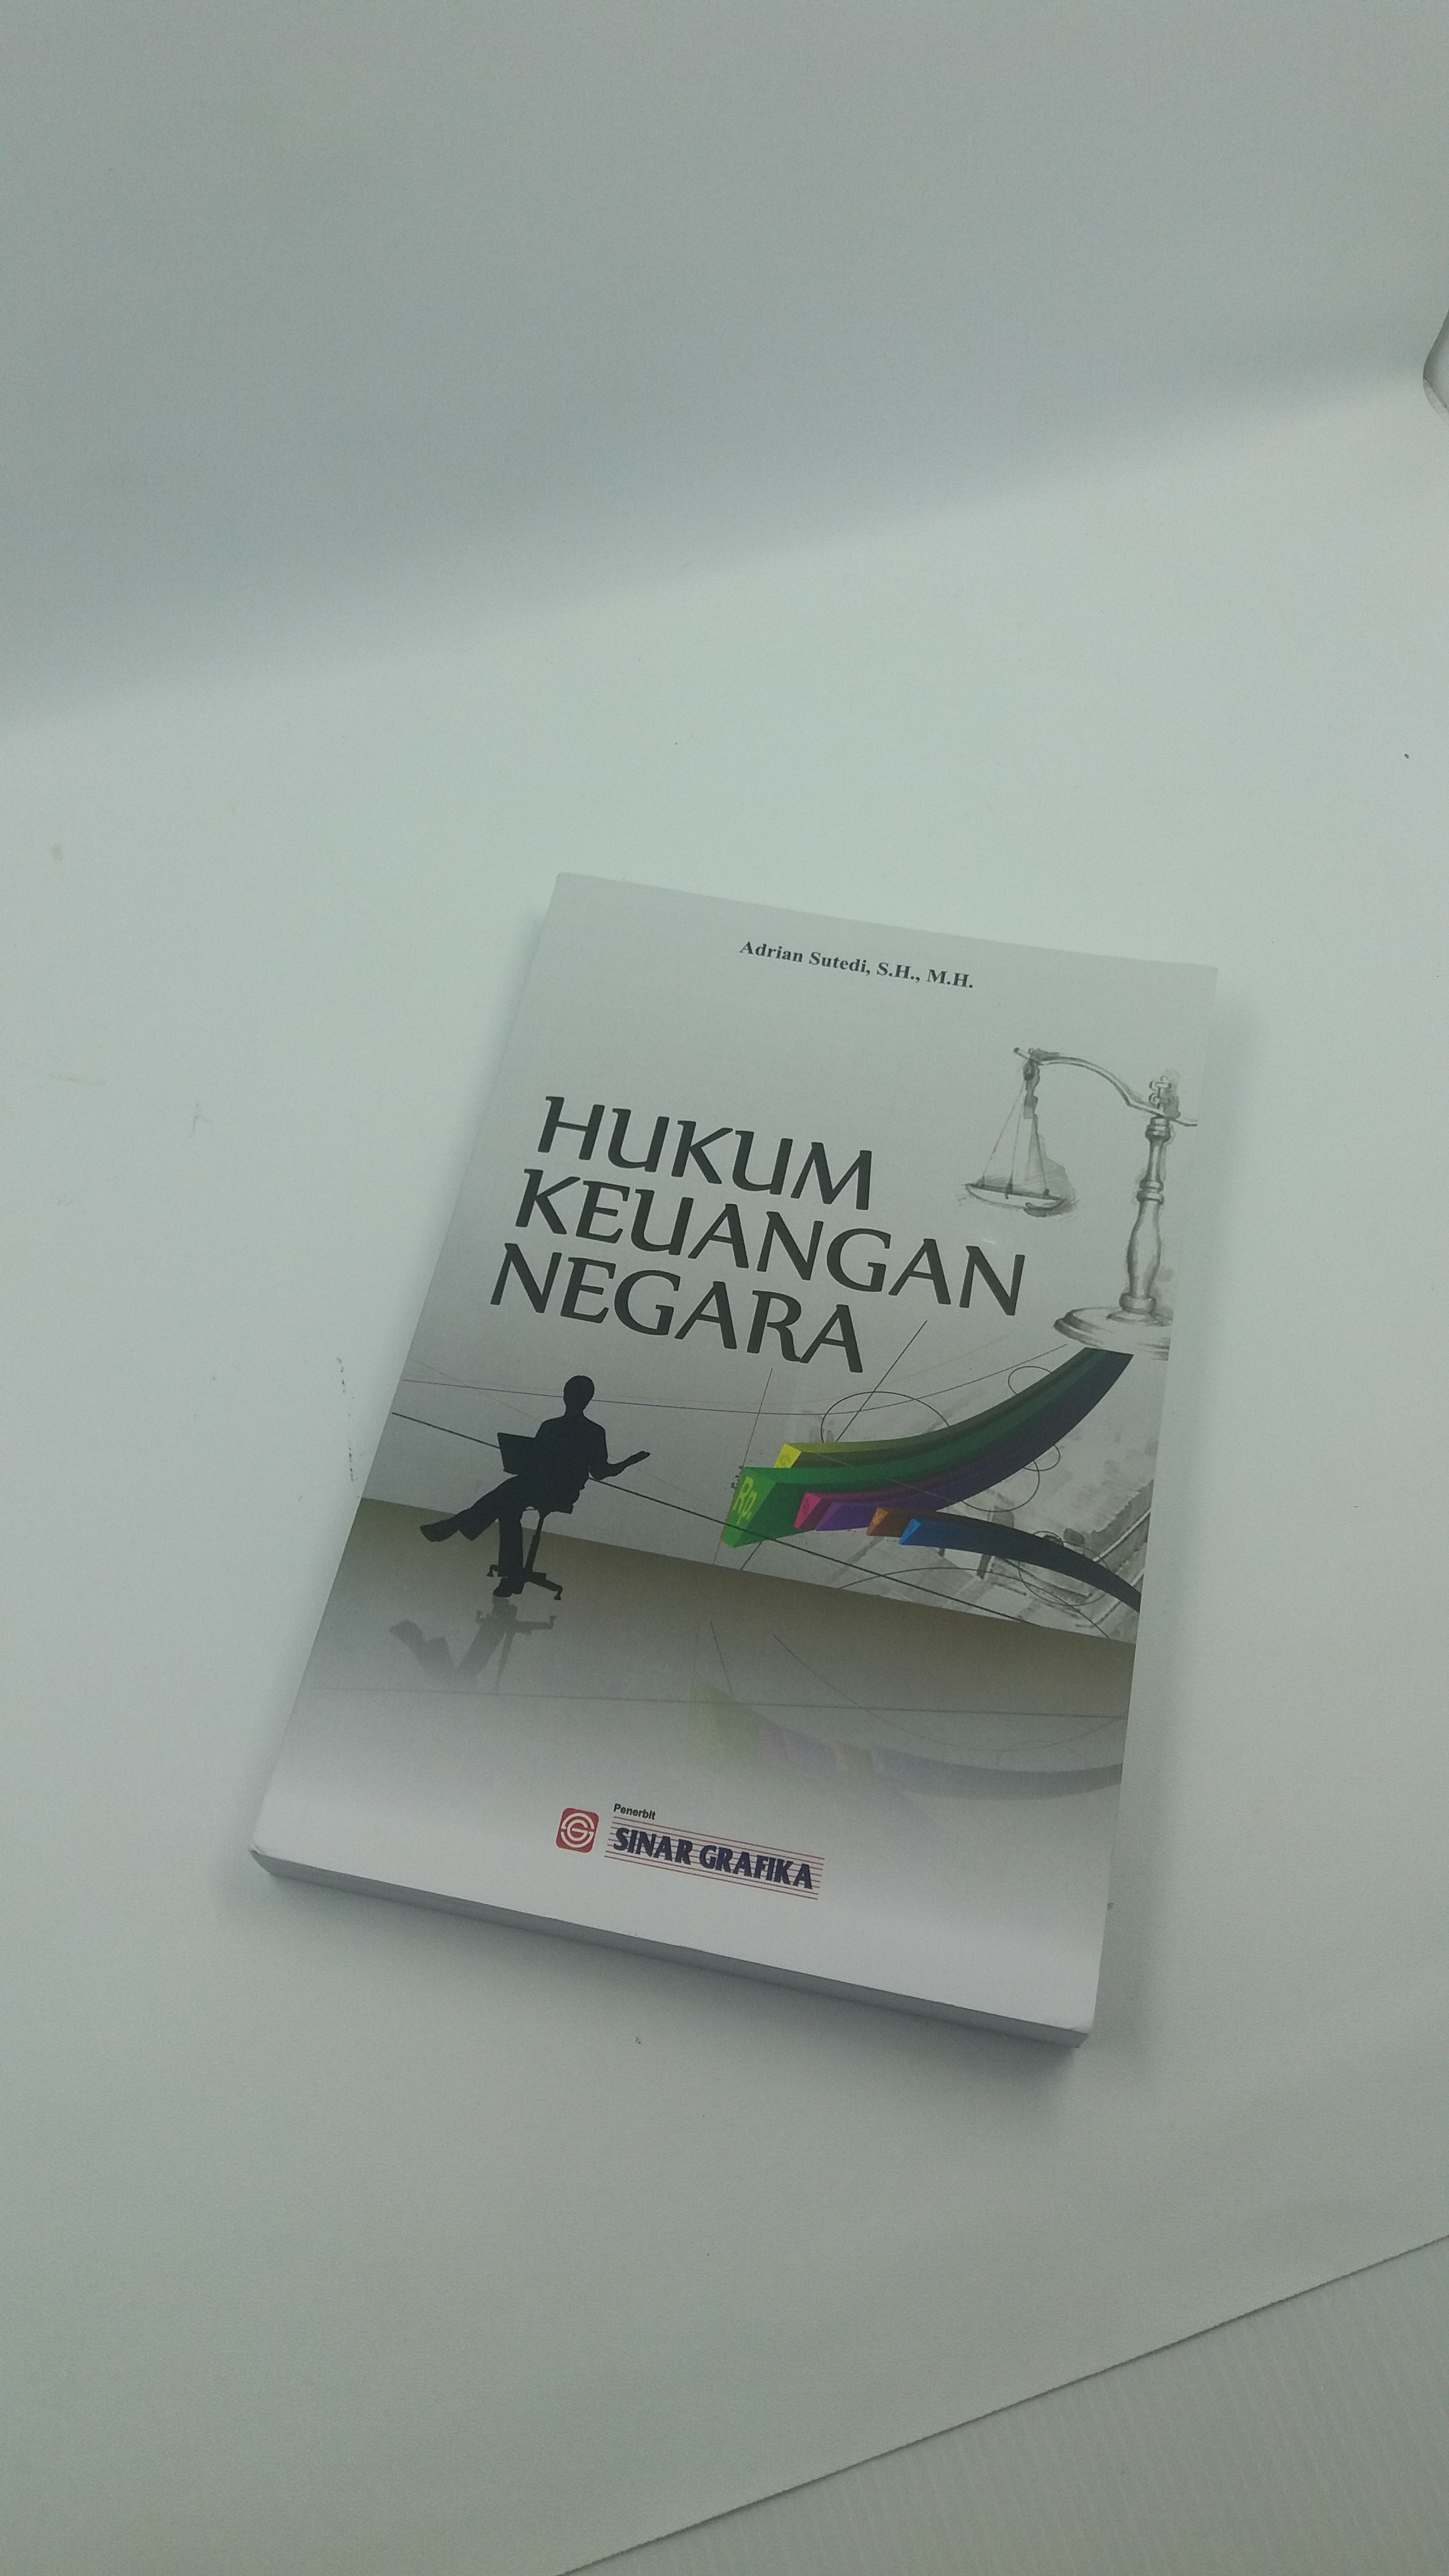 Adrian Sutedi, S.H., M.H.
HUKUM
KEUANGAN
NEGARA
Rp.
Penerbit
SINAR GRAFIKA